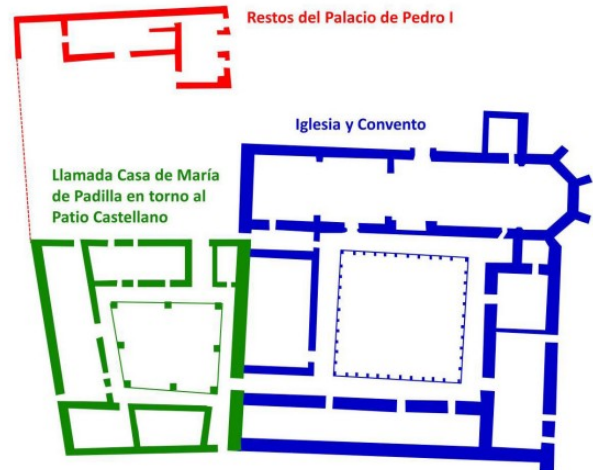 Restos del Palacio de Pedro I
Iglesia y Convento
Llamada Casa de María
de Padilla en torno al
Patio Castellano